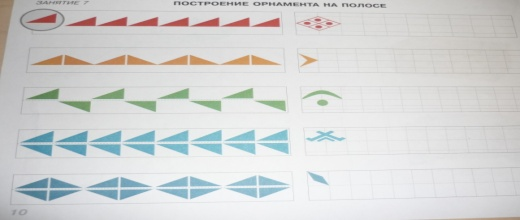 ЗАНЯТИЕ 7
ПОСТРОЕНИЕ ОРНАМЕНТА НА ПОЛОСЕ
10